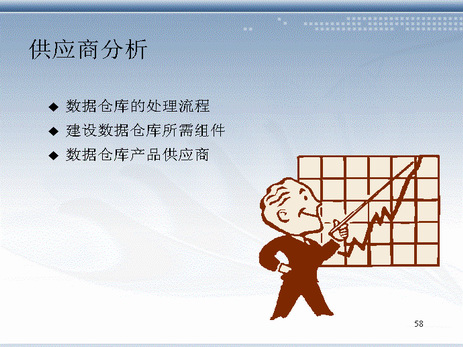 供应商分析
◆ 数据仓库的处理流程
◆ 建设数据仓库所需组件
◆ 数据仓库产品供应商
58